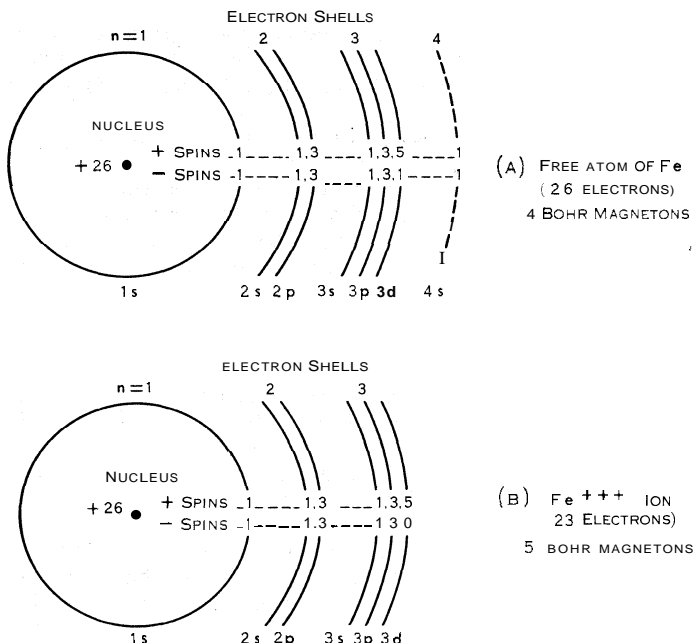 ELECTRON SHELLS
n=1 2 3 4
NUCLEUS
+26
+ SPINS 1 1,3 1,3,5 1
− SPINS 1 1,3 1,3,1 1
I
1s 2s 2p 3s 3p 3d 4s
(A) FREE ATOM OF Fe
(26 ELECTRONS)
4 BOHR MAGNETONS
ELECTRON SHELLS
n=1 2 3
NUCLEUS
+26
+ SPINS 1 1,3 1,3,5
− SPINS 1 1,3 1 3 0
1s 2s 2p 3s 3p 3d
(B) Fe +++ ION
23 ELECTRONS)
5 BOHR MAGNETONS